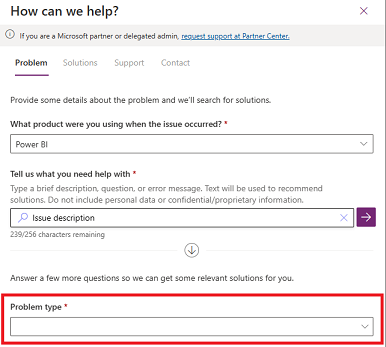 How can we help?
If you are a Microsoft partner or delegated admin, request support at Partner Center.
Problem Solutions Support Contact
Provide some details about the problem and we'll search for solutions.
What product were you using when the issue occurred? *
Power BI
Tell us what you need help with *
Type a brief description, question, or error message. Text will be used to recommend
solutions. Do not include personal data or confidential/proprietary information.
Issue description
239/256 characters remaining
Answer a few more questions so we can get some relevant solutions for you.
Problem type *